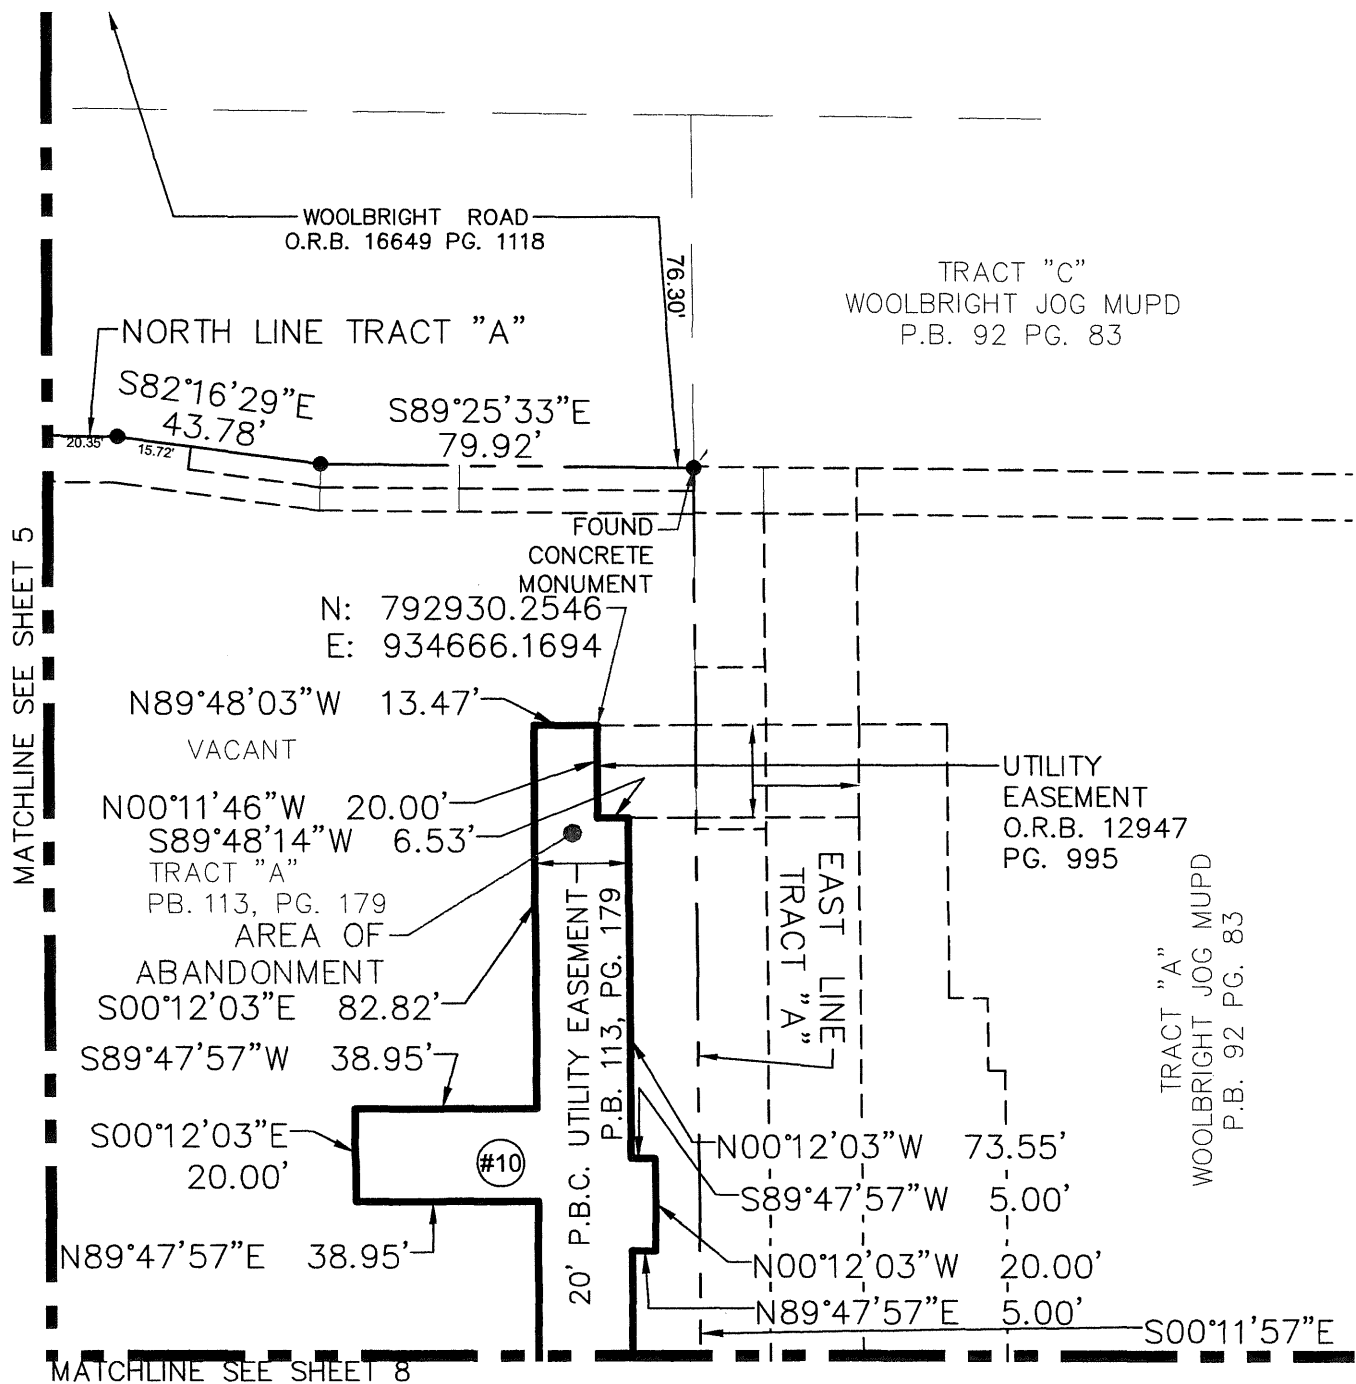 WOOLBRIGHT ROAD
O.R.B. 16649 PG. 1118
76.30'
TRACT "C"
WOOLBRIGHT JOG MUPD
P.B. 92 PG. 83
NORTH LINE TRACT "A"
S82°16'29"E
43.78'
S89°25'33"E
79.92'
20.35'
15.72'
FOUND
CONCRETE
MONUMENT
MATCHLINE SEE SHEET 5
N: 792930.2546
E: 934666.1694
N89°48'03"W 13.47'
VACANT
N00°11'46"W 20.00'
S89°48'14"W 6.53'
TRACT "A"
PB. 113, PG. 179
AREA OF
ABANDONMENT
S00°12'03"E 82.82'
S89°47'57"W 38.95'
S00°12'03"E
20.00'
#10
N89°47'57"E 38.95'
20' P.B.C. UTILITY EASEMENT
P.B. 113, PG. 179
EAST LINE
TRACT "A"
UTILITY
EASEMENT
O.R.B. 12947
PG. 995
TRACT "A"
WOOLBRIGHT JOG MUPD
P.B. 92 PG. 83
N00°12'03"W 73.55'
S89°47'57"W 5.00'
N00°12'03"W 20.00'
N89°47'57"E 5.00'
S00°11'57"E
MATCHLINE SEE SHEET 8